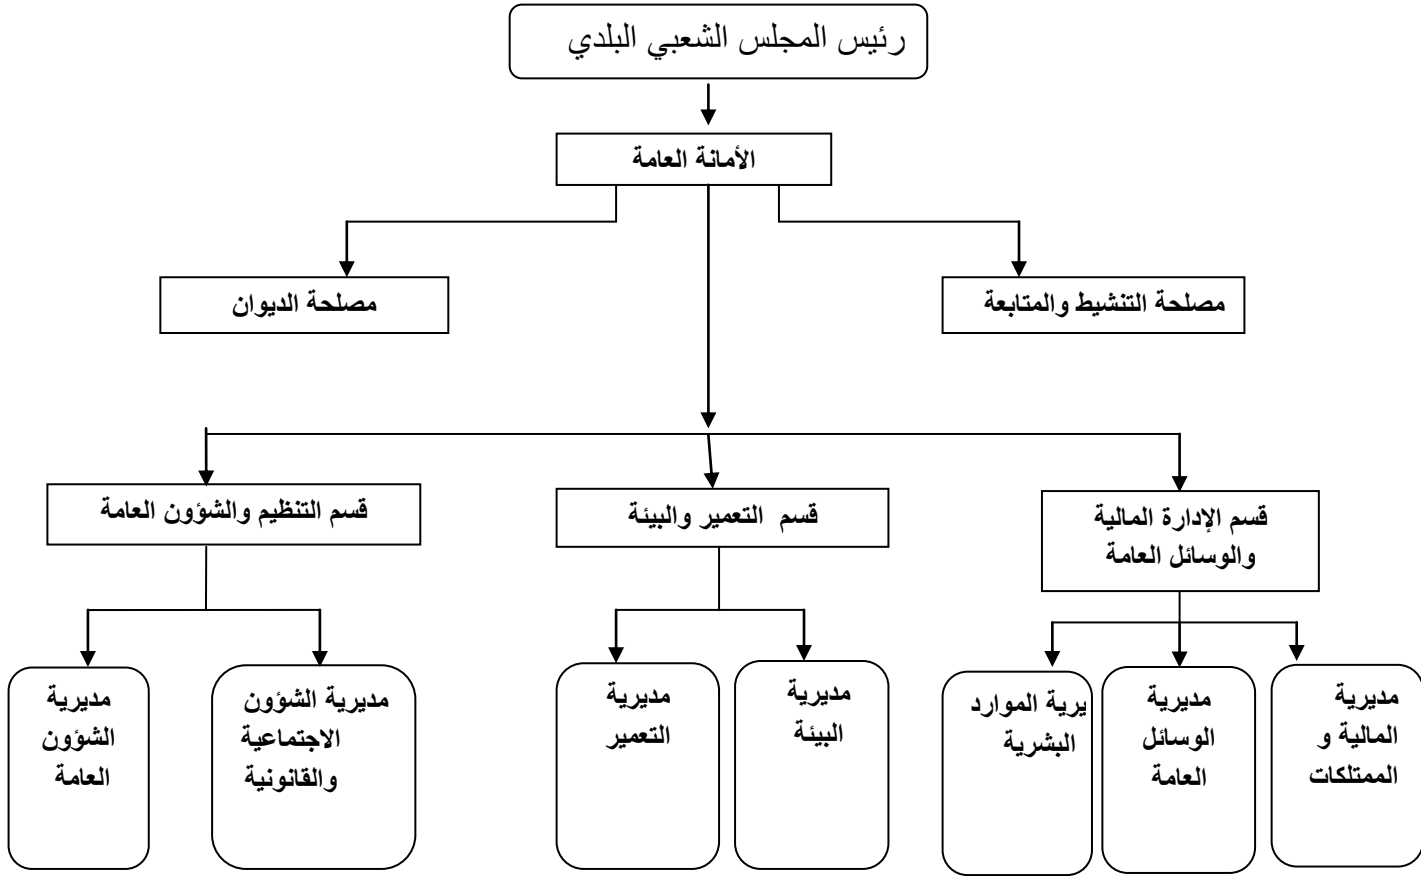 رئيس المجلس الشعبي البلدي
الأمانة العامة
مصلحة التنشيط والمتابعة
مصلحة الديوان
قسم الإدارة المالية
والوسائل العامة
قسم التعمير والبيئة
قسم التنظيم والشؤون العامة
مديرية
المالية و
الممتلكات
مديرية
الوسائل
العامة
يرية الموارد
البشرية
مديرية
البيئة
مديرية
التعمير
مديرية الشؤون
الاجتماعية
والقانونية
مديرية
الشؤون
العامة